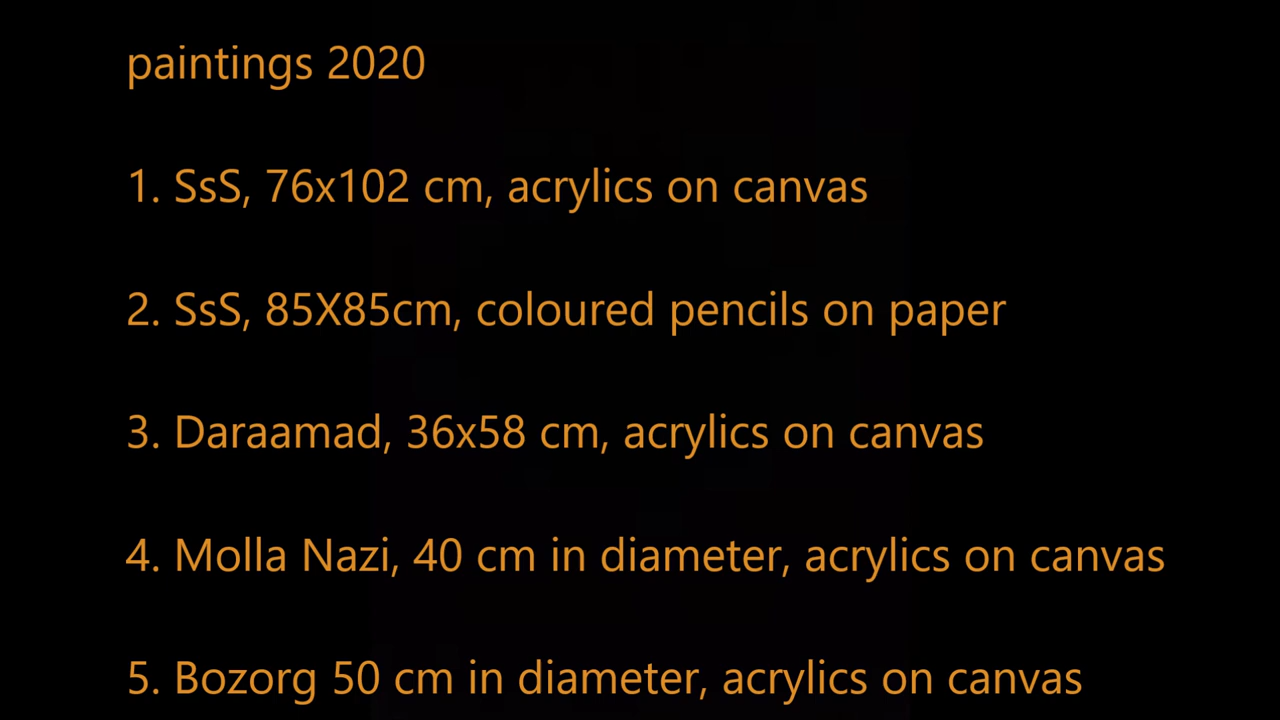 paintings 2020
1. SsS, 76x102 cm, acrylics on canvas
2. SsS, 85X85cm, coloured pencils on paper
3. Daraamad, 36x58 cm, acrylics on canvas
4. Molla Nazi, 40 cm in diameter, acrylics on canvas
5. Bozorg 50 cm in diameter, acrylics on canvas